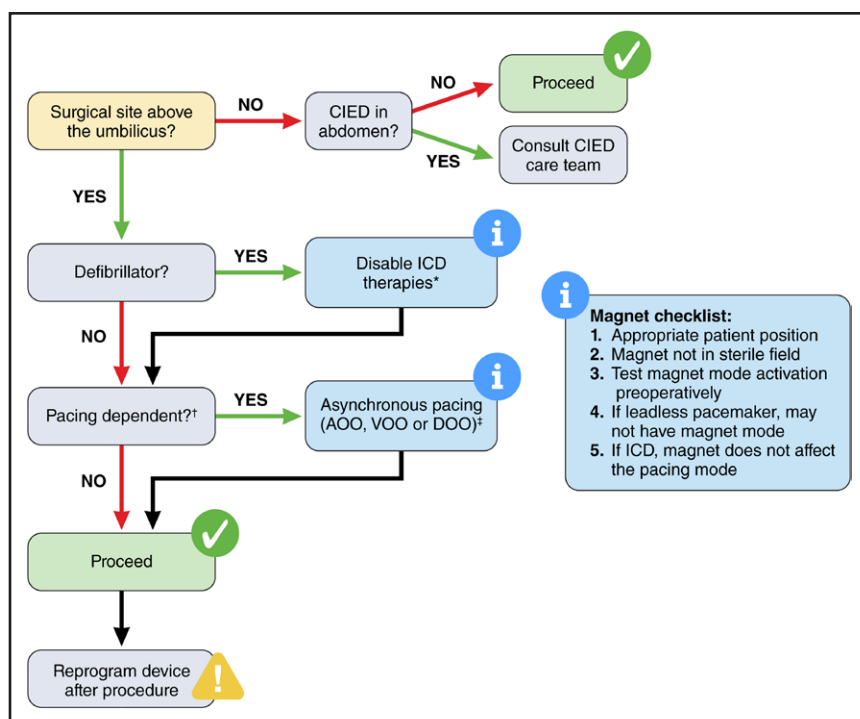 Surgical site above
the umbilicus?
NO
CIED in
abdomen?
NO
Proceed
YES
Consult CIED
care team
YES
Defibrillator?
YES
Disable ICD
therapies*
NO
Pacing dependent?†
YES
Asynchronous pacing
(AOO, VOO or DOO)‡
NO
Proceed
Reprogram device
after procedure
!
i
i
i
Magnet checklist:
1. Appropriate patient position
2. Magnet not in sterile field
3. Test magnet mode activation
preoperatively
4. If leadless pacemaker, may
not have magnet mode
5. If ICD, magnet does not affect
the pacing mode